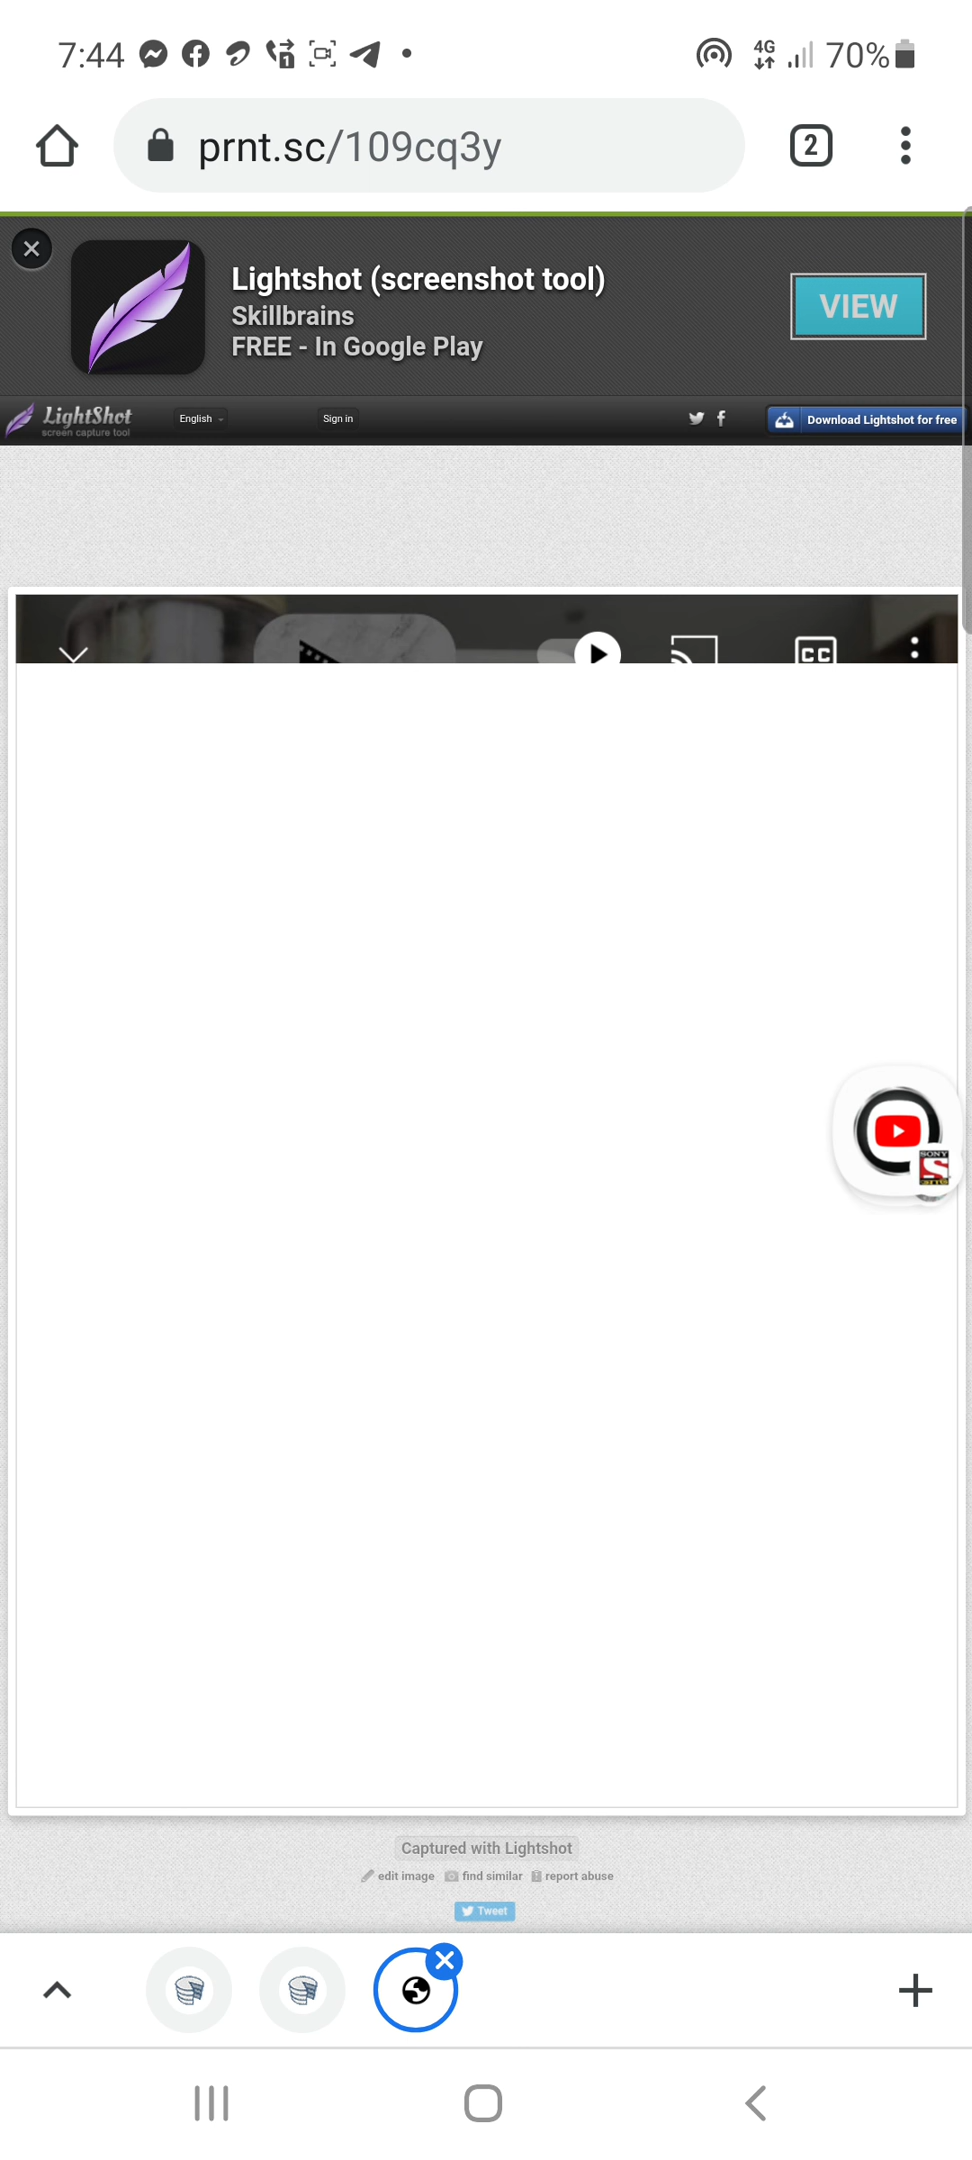 7:44
1
4G
70%
prnt.sc/109cq3y
2
Lightshot (screenshot tool)
Skillbrains
FREE - In Google Play
VIEW
LightShot
screen capture tool
English
Sign in
Download Lightshot for free
CC
SONY
S
Captured with Lightshot
edit image
find similar
report abuse
Tweet